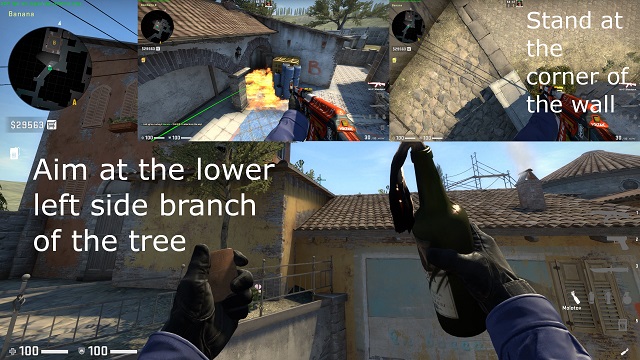 Banana
$29563
Stand at
the
corner of
the wall
B
Aim at the lower
left side branch
of the tree
Molotov
100
100